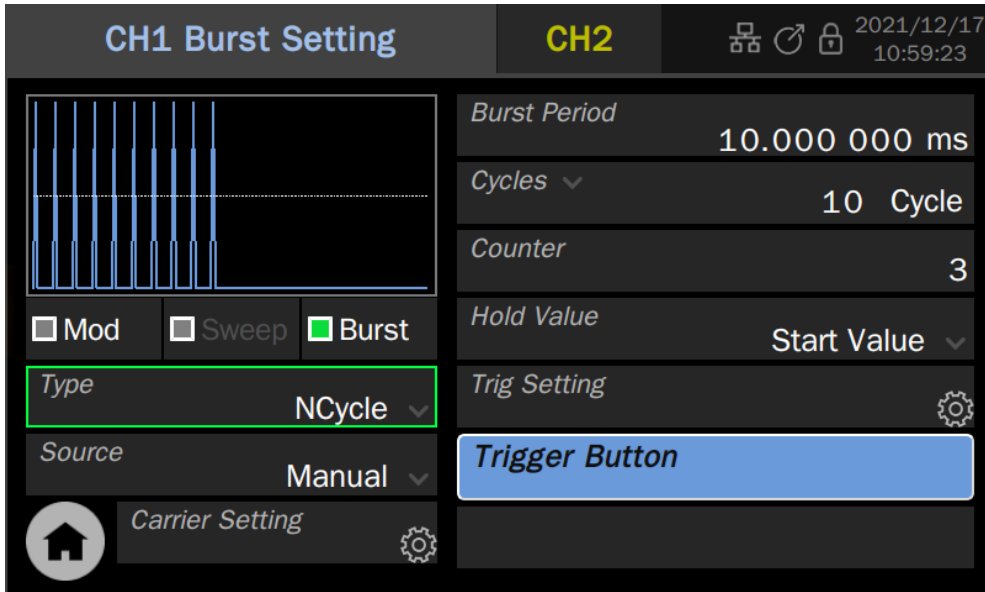 CH1 Burst Setting
CH2
2021/12/17
10:59:23
Burst Period
10.000 000 ms
Cycles
10 Cycle
Counter
3
Mod
Sweep
Burst
Hold Value
Start Value
Type
NCycle
Trig Setting
Source
Manual
Trigger Button
Carrier Setting